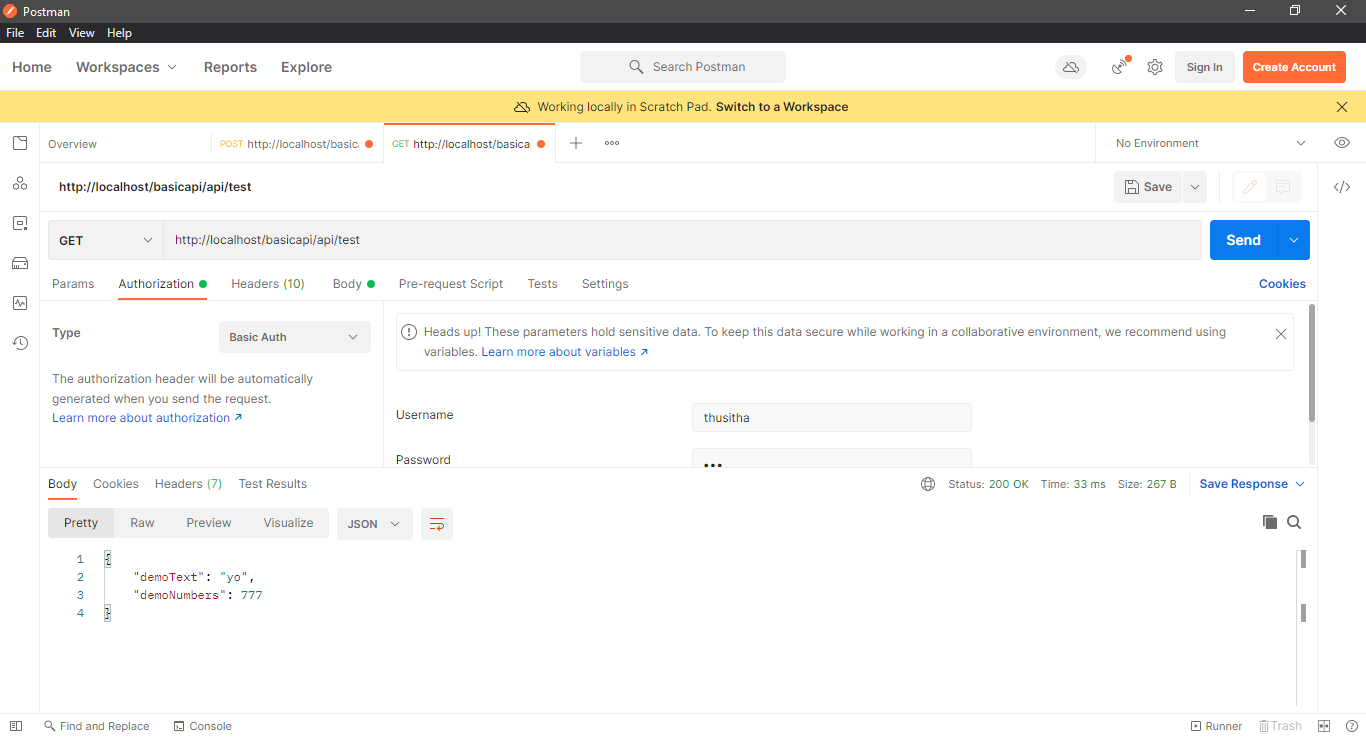 Postman
File Edit View Help
Home Workspaces Reports Explore Search Postman Sign In Create Account
Working locally in Scratch Pad. Switch to a Workspace
Overview POST http://localhost/basic GET http://localhost/basica No Environment
http://localhost/basicapi/api/test Save
GET http://localhost/basicapi/api/test Send
Params Authorization Headers (10) Body Pre-request Script Tests Settings Cookies
Type Basic Auth
The authorization header will be automatically
generated when you send the request.
Learn more about authorization ↗
Heads up! These parameters hold sensitive data. To keep this data secure while working in a collaborative environment, we recommend using
variables. Learn more about variables ↗
Username thusitha
Password •••
Body Cookies Headers (7) Test Results Status: 200 OK Time: 33 ms Size: 267 B Save Response
Pretty Raw Preview Visualize JSON
1 {
2 "demoText": "yo",
3 "demoNumbers": 777
4 }
Find and Replace Console Runner Trash